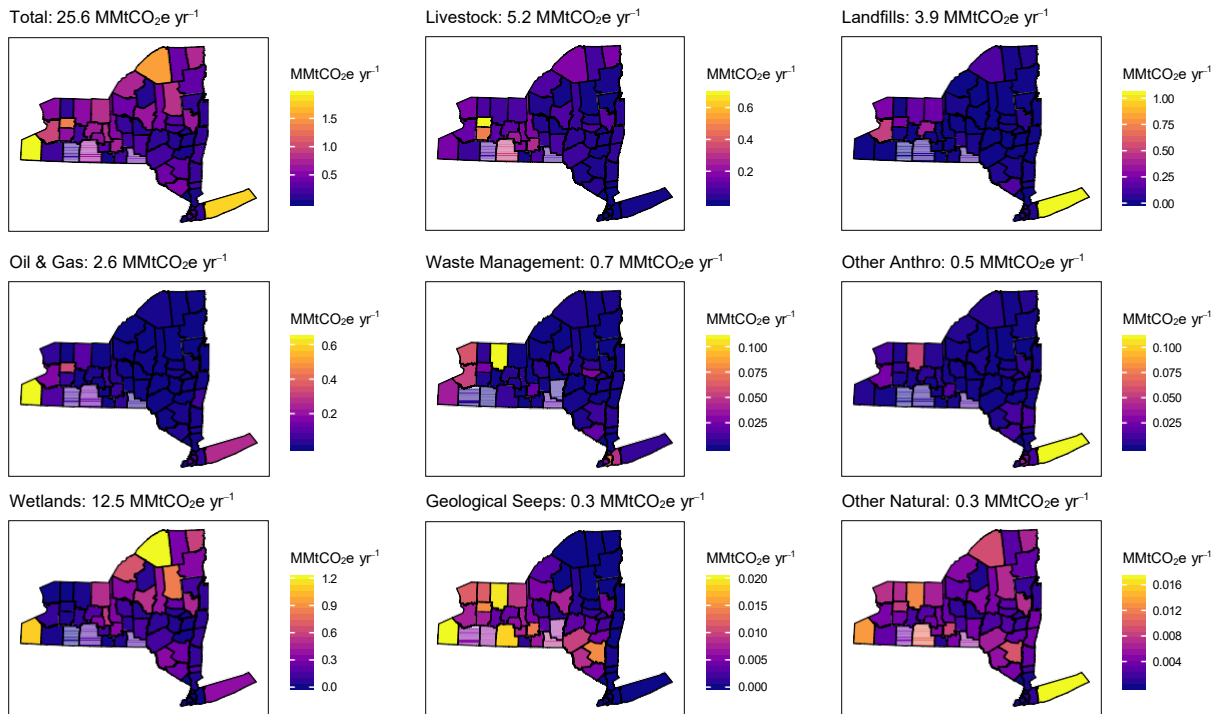 Total: 25.6 MMtCO₂e yr⁻¹
MMtCO₂e yr⁻¹
1.5
1.0
0.5
Livestock: 5.2 MMtCO₂e yr⁻¹
MMtCO₂e yr⁻¹
0.6
0.4
0.2
Landfills: 3.9 MMtCO₂e yr⁻¹
MMtCO₂e yr⁻¹
1.00
0.75
0.50
0.25
0.00
Oil & Gas: 2.6 MMtCO₂e yr⁻¹
MMtCO₂e yr⁻¹
0.6
0.4
0.2
Waste Management: 0.7 MMtCO₂e yr⁻¹
MMtCO₂e yr⁻¹
0.100
0.075
0.050
0.025
Other Anthro: 0.5 MMtCO₂e yr⁻¹
MMtCO₂e yr⁻¹
0.100
0.075
0.050
0.025
0.000
Wetlands: 12.5 MMtCO₂e yr⁻¹
MMtCO₂e yr⁻¹
1.2
0.9
0.6
0.3
0.0
Geological Seeps: 0.3 MMtCO₂e yr⁻¹
MMtCO₂e yr⁻¹
0.020
0.015
0.010
0.005
0.000
Other Natural: 0.3 MMtCO₂e yr⁻¹
MMtCO₂e yr⁻¹
0.016
0.012
0.008
0.004